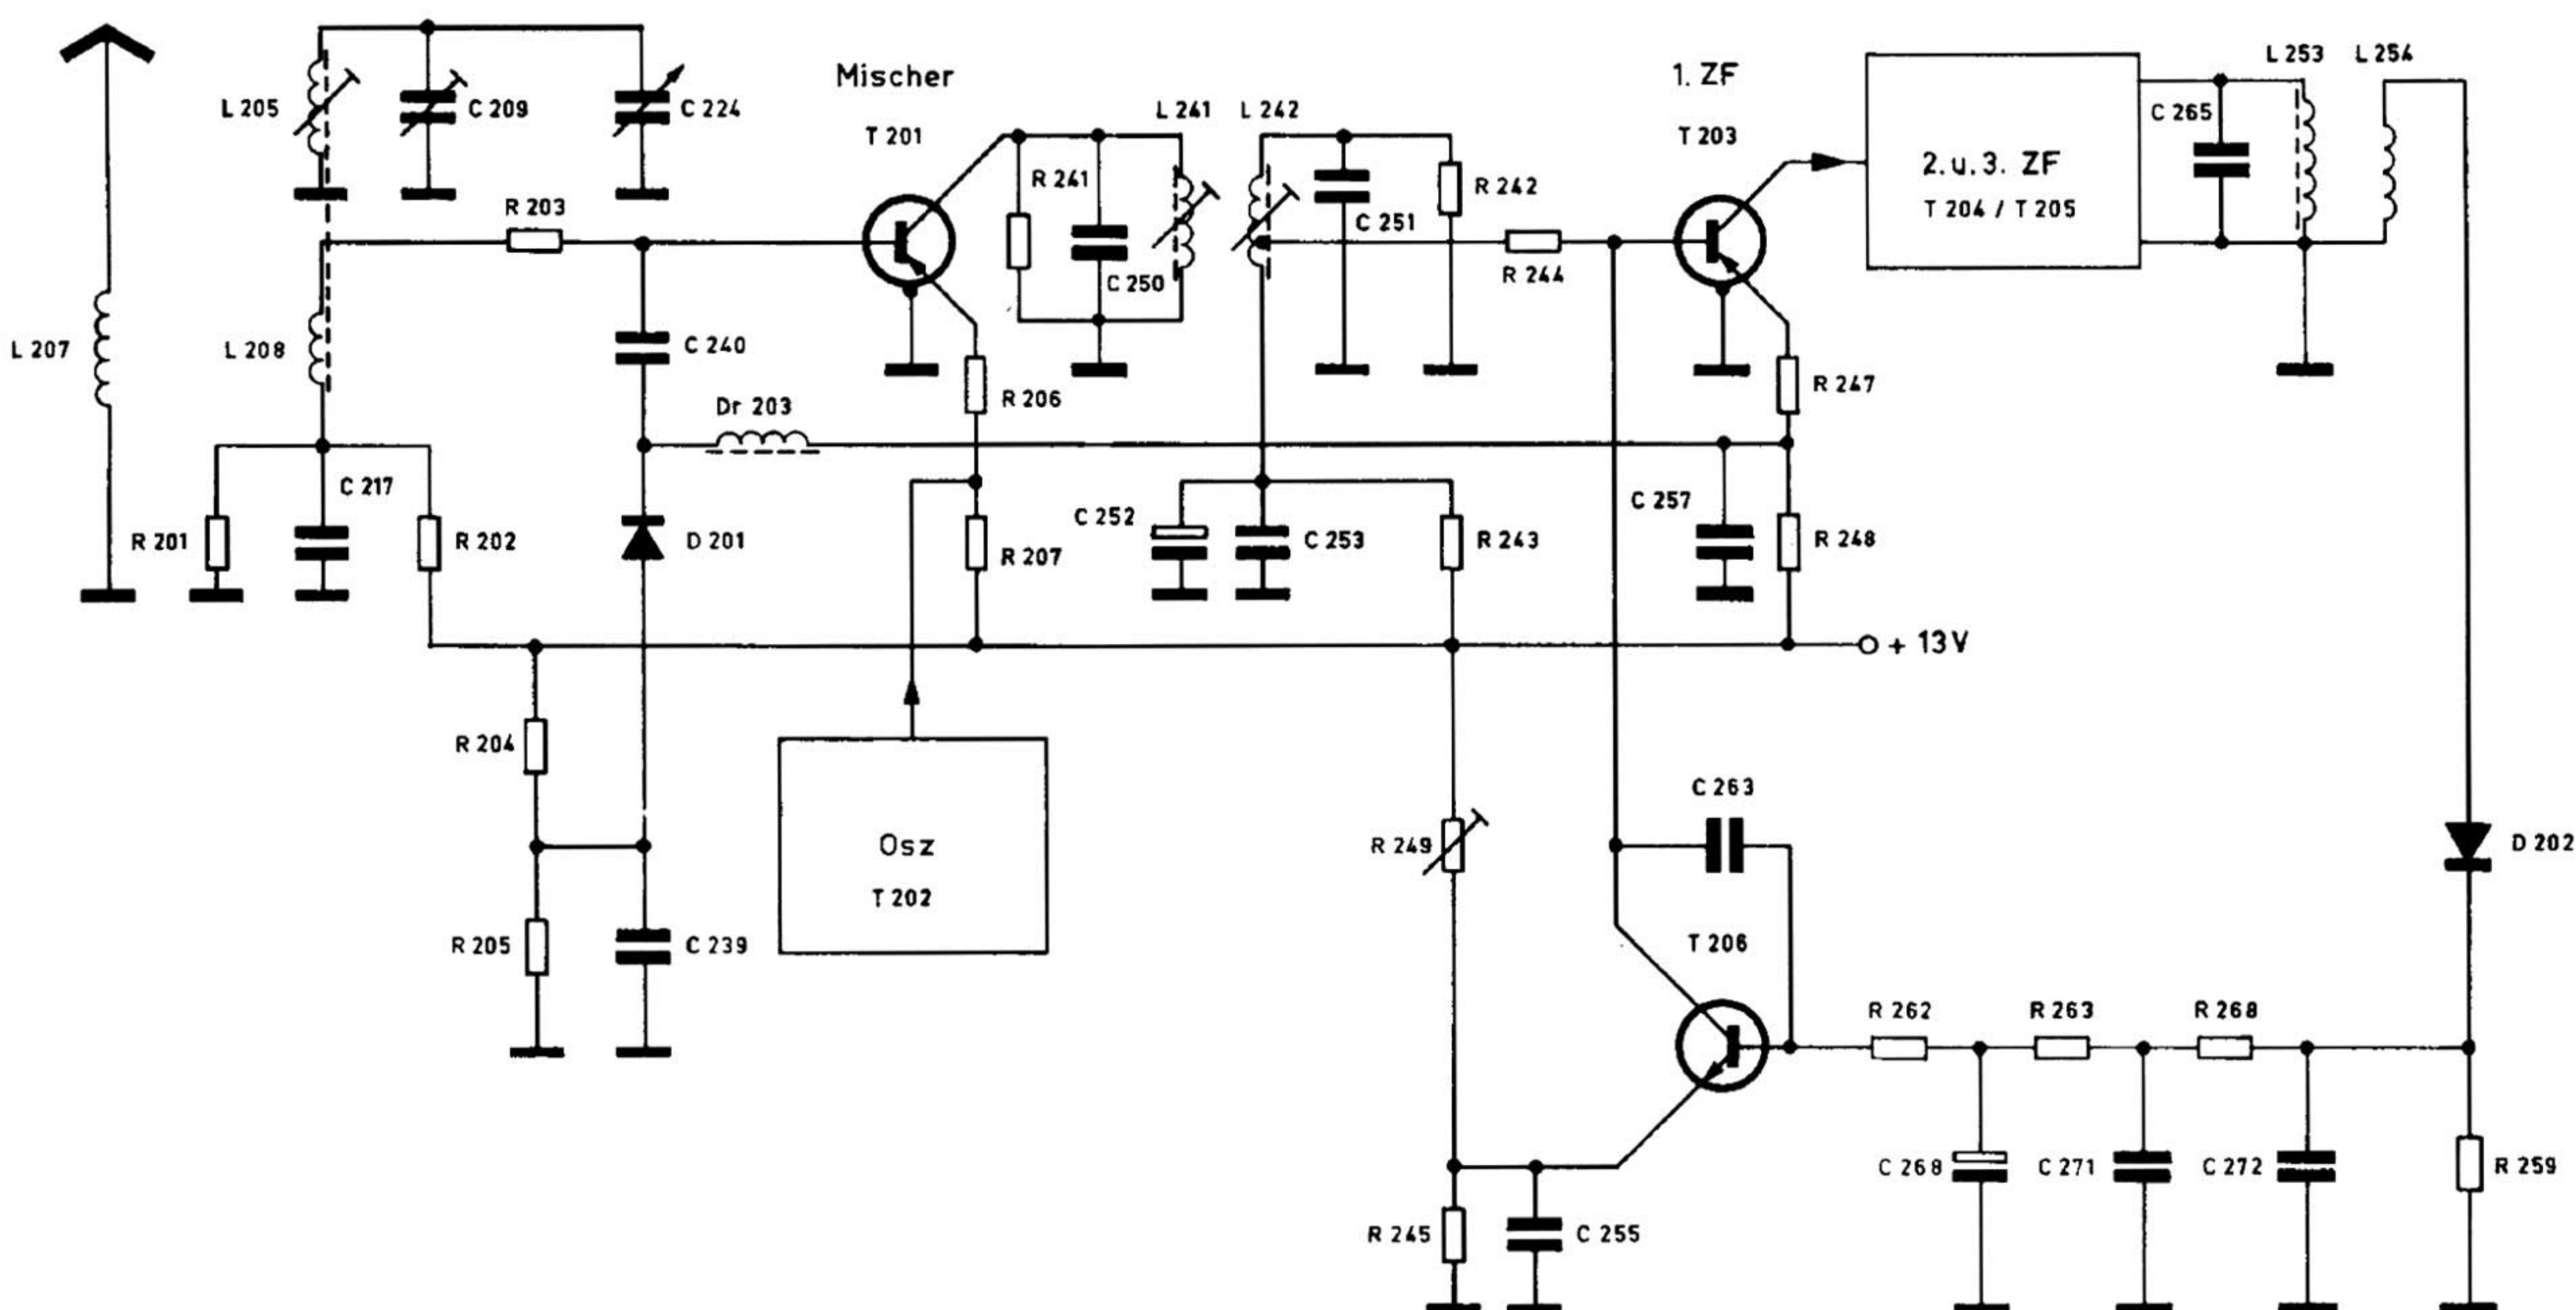 Mischer
1. ZF
L 253
L 254
L 205
C 209
C 224
T 201
L 241
L 242
T 203
C 265
R 241
R 242
2. u. 3. ZF
T 204 / T 205
R 203
C 251
C 250
R 244
L 207
L 208
C 240
R 206
R 247
Dr 203
C 217
C 252
C 257
R 201
R 202
D 201
R 207
C 253
R 243
R 248
+ 13 V
R 204
C 263
Osz
T 202
R 249
D 202
R 205
C 239
T 206
R 262
R 263
R 268
C 268
C 271
C 272
R 259
R 245
C 255